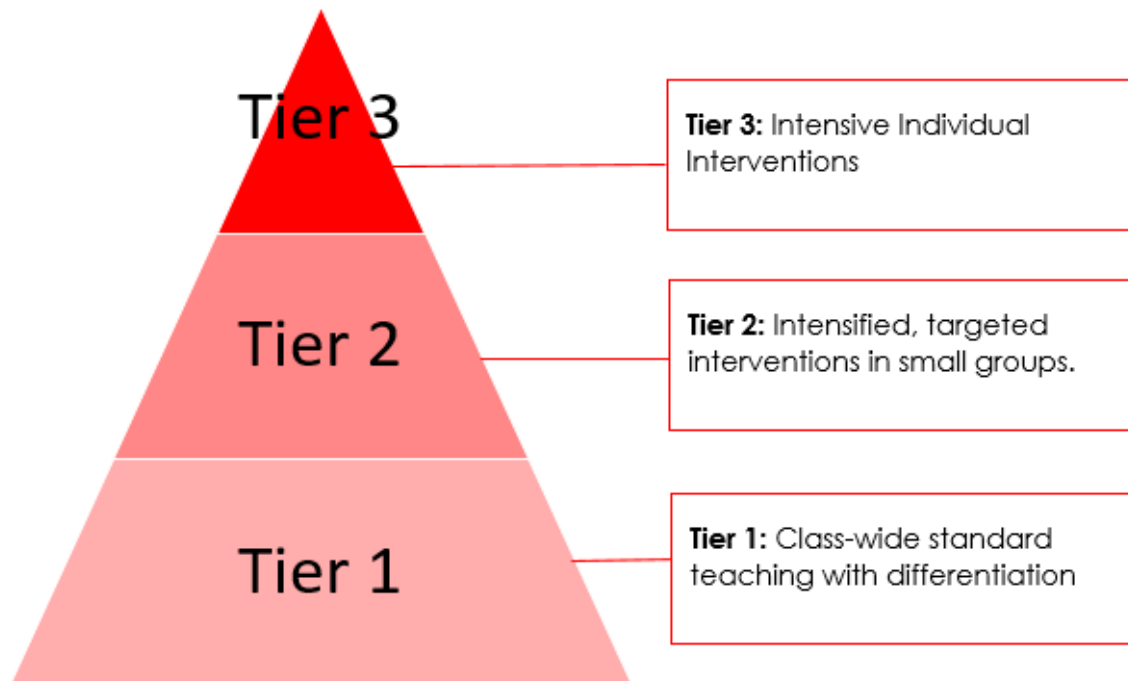 Tier 3
Tier 3: Intensive Individual
Interventions
Tier 2
Tier 2: Intensified, targeted
interventions in small groups.
Tier 1
Tier 1: Class-wide standard
teaching with differentiation